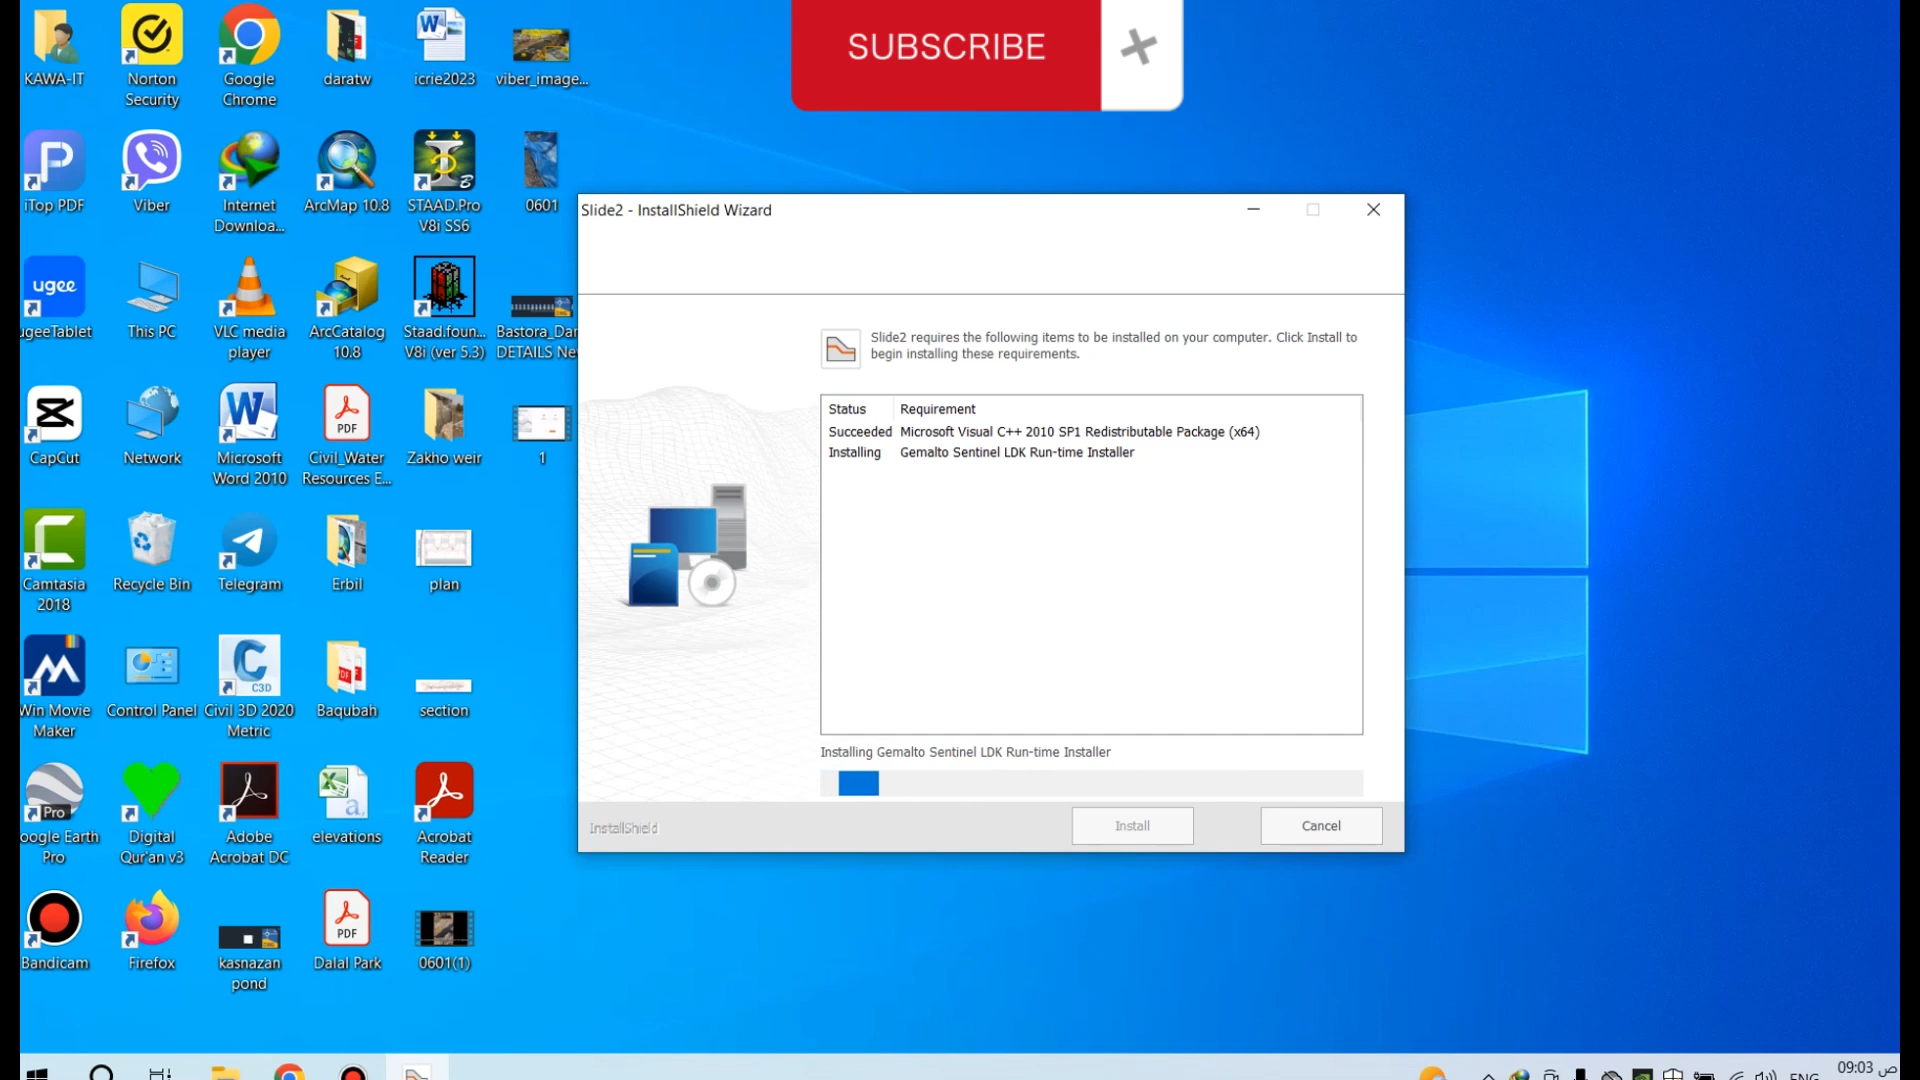 SUBSCRIBE
KAWA-IT
Norton
Security
Google
Chrome
daratw
icrie2023
viber_image...
iTop PDF
Viber
Internet
Downloa...
ArcMap 10.8
STAAD.Pro
V8i SS6
0601
ugee
ugeeTablet
This PC
VLC media
player
ArcCatalog
10.8
Staad.foun...
V8i (ver 5.3)
Bastora_Dar
DETAILS Ne
CapCut
Network
Microsoft
Word 2010
PDF
Civil_Water
Resources E...
Zakho weir
1
Camtasia
2018
Recycle Bin
Telegram
Erbil
plan
Win Movie
Maker
Control Panel
C3D
Civil 3D 2020
Metric
PDF
Baqubah
section
Pro
oogle Earth
Pro
Digital
Qur'an v3
Adobe
Acrobat DC
elevations
Acrobat
Reader
Bandicam
Firefox
kasnazan
pond
PDF
Dalal Park
0601(1)
Slide2 - InstallShield Wizard
Slide2 requires the following items to be installed on your computer. Click Install to
begin installing these requirements.
Status Requirement
Succeeded Microsoft Visual C++ 2010 SP1 Redistributable Package (x64)
Installing Gemalto Sentinel LDK Run-time Installer
Installing Gemalto Sentinel LDK Run-time Installer
InstallShield
Install
Cancel
ENG
09:03 ص